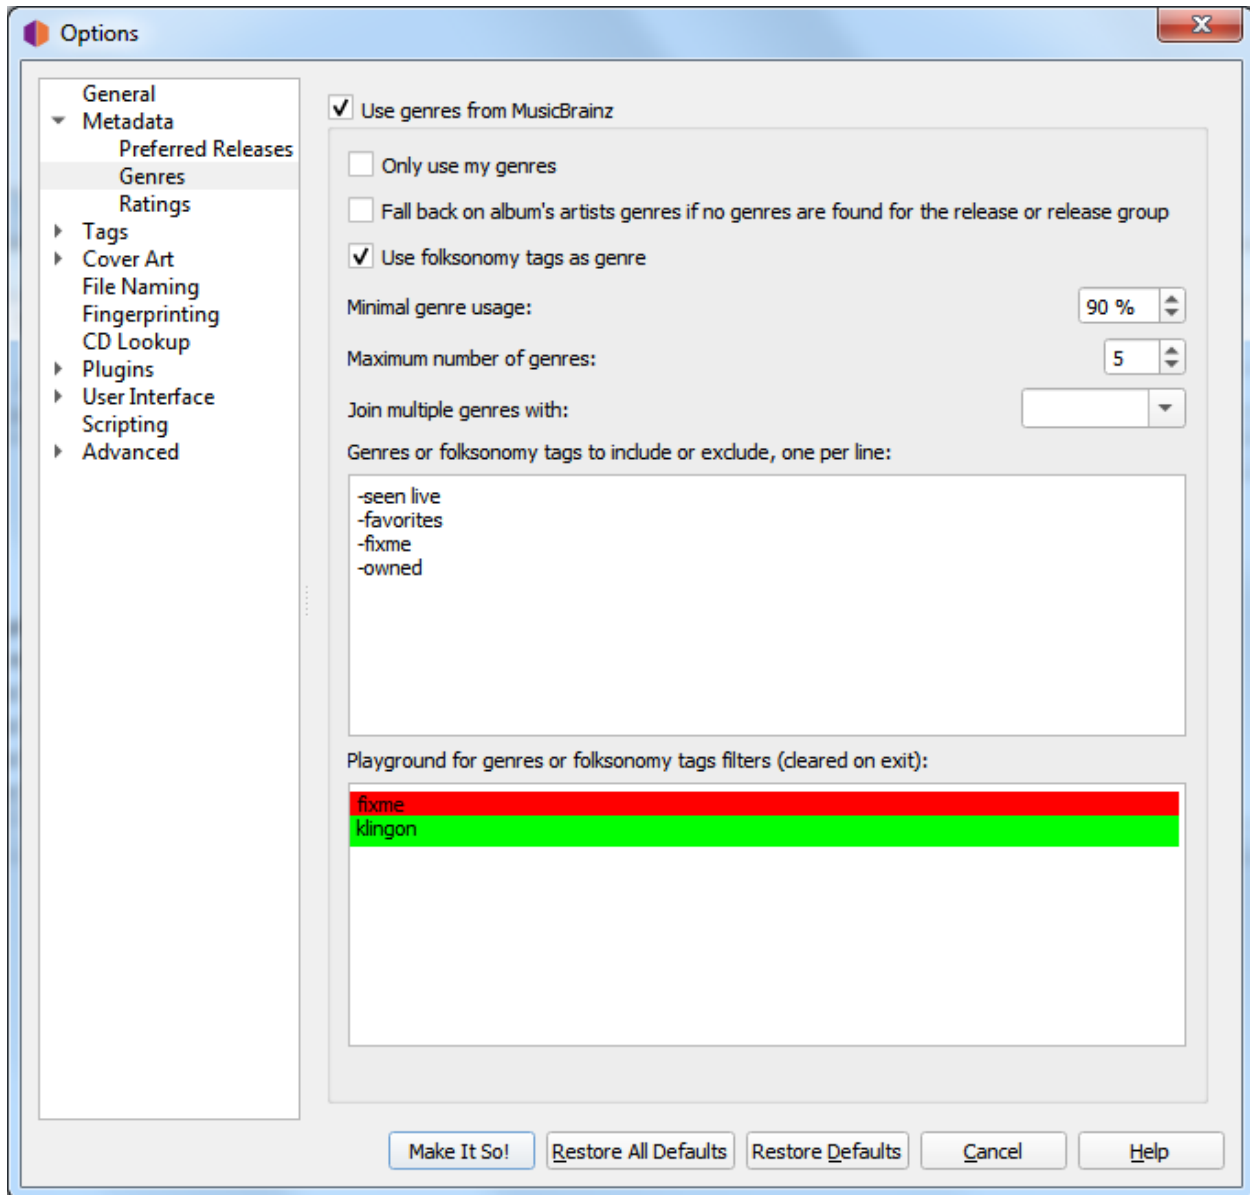 Options
General
Metadata
Preferred Releases
Genres
Ratings
Tags
Cover Art
File Naming
Fingerprinting
CD Lookup
Plugins
User Interface
Scripting
Advanced
Use genres from MusicBrainz
Only use my genres
Fall back on album's artists genres if no genres are found for the release or release group
Use folksonomy tags as genre
Minimal genre usage: 90 %
Maximum number of genres: 5
Join multiple genres with:
Genres or folksonomy tags to include or exclude, one per line:
-seen live
-favorites
-fixme
-owned
Playground for genres or folksonomy tags filters (cleared on exit):
fixme
klingon
Make It So! Restore All Defaults Restore Defaults Cancel Help